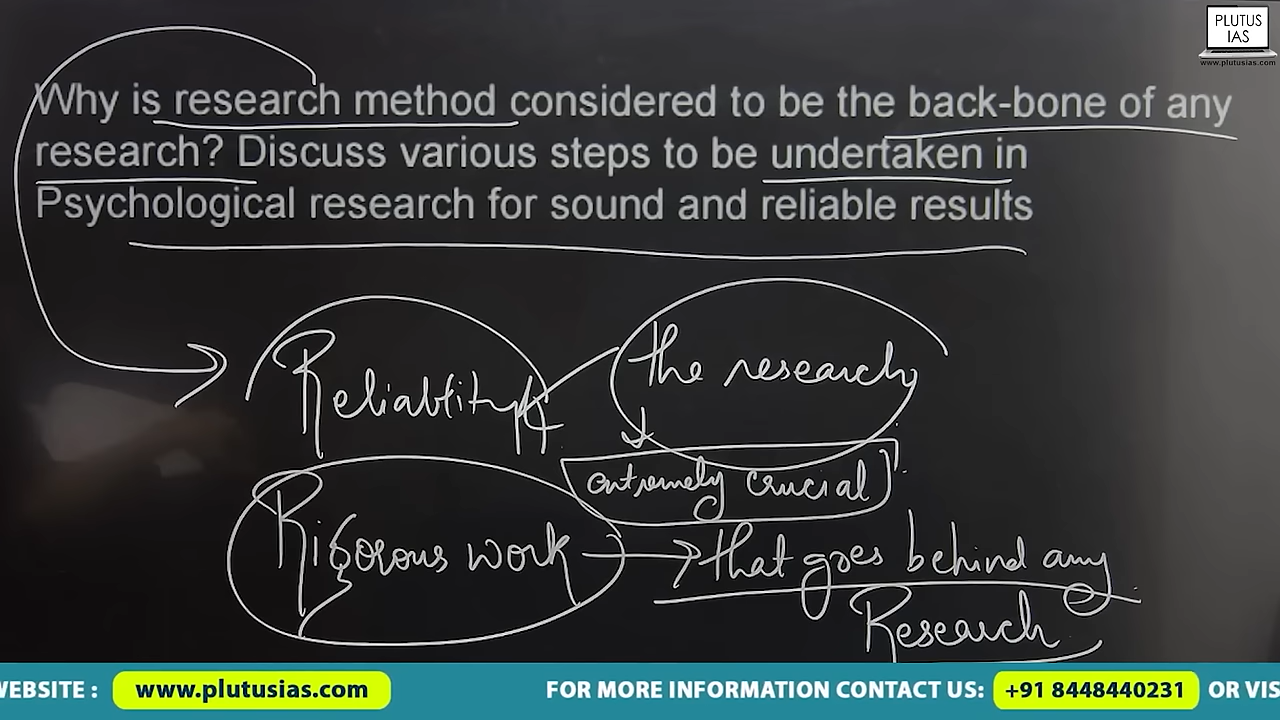 PLUTUS
IAS
www.plutusias.com
Why is research method considered to be the back-bone of any
research? Discuss various steps to be undertaken in
Psychological research for sound and reliable results
the research
extremely crucial
Rigorous work → that goes behind any
Research
WEBSITE : www.plutusias.com FOR MORE INFORMATION CONTACT US: +91 8448440231 OR VIS